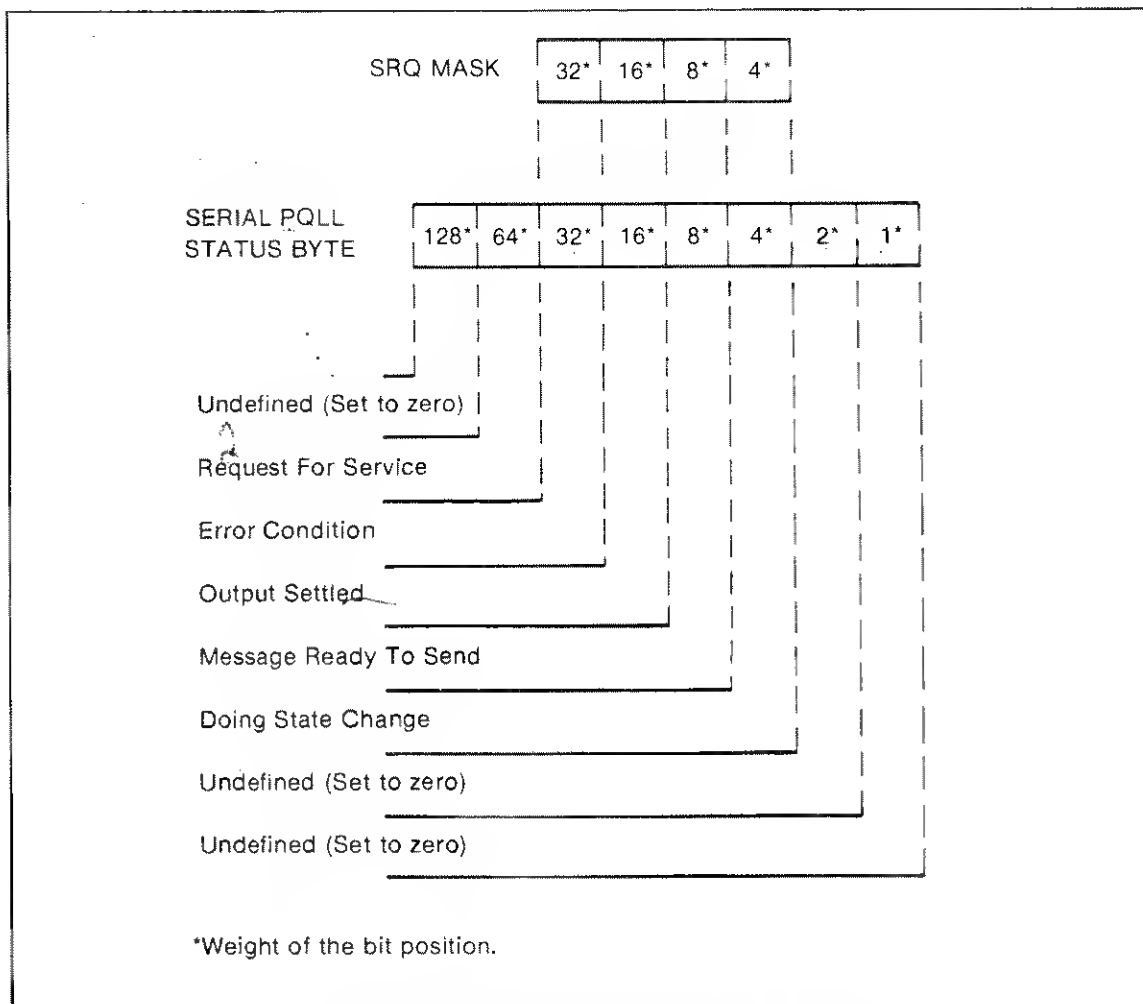 SRQ MASK 32* 16* 8* 4*
SERIAL POLL
STATUS BYTE 128* 64* 32* 16* 8* 4* 2* 1*
Undefined (Set to zero)
Request For Service
Error Condition
Output Settled
Message Ready To Send
Doing State Change
Undefined (Set to zero)
Undefined (Set to zero)
*Weight of the bit position.